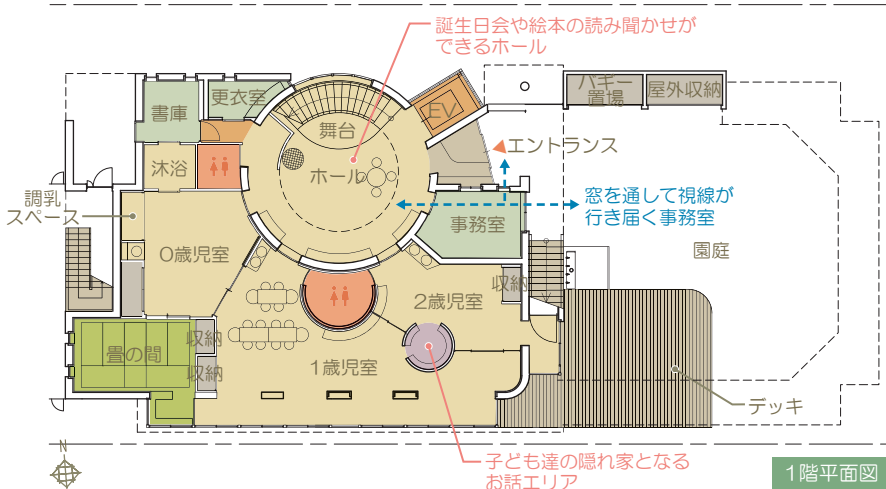 誕生日会や絵本の読み聞かせが
できるホール
バギー
置場
屋外収納
更衣室
書庫
EV
舞台
エントランス
沐浴
ホール
調乳
スペース
窓を通して視線が
行き届く事務室
事務室
園庭
0歳児室
収納
2歳児室
収納
畳の間
収納
1歳児室
デッキ
子ども達の隠れ家となる
お話エリア
N
1階平面図